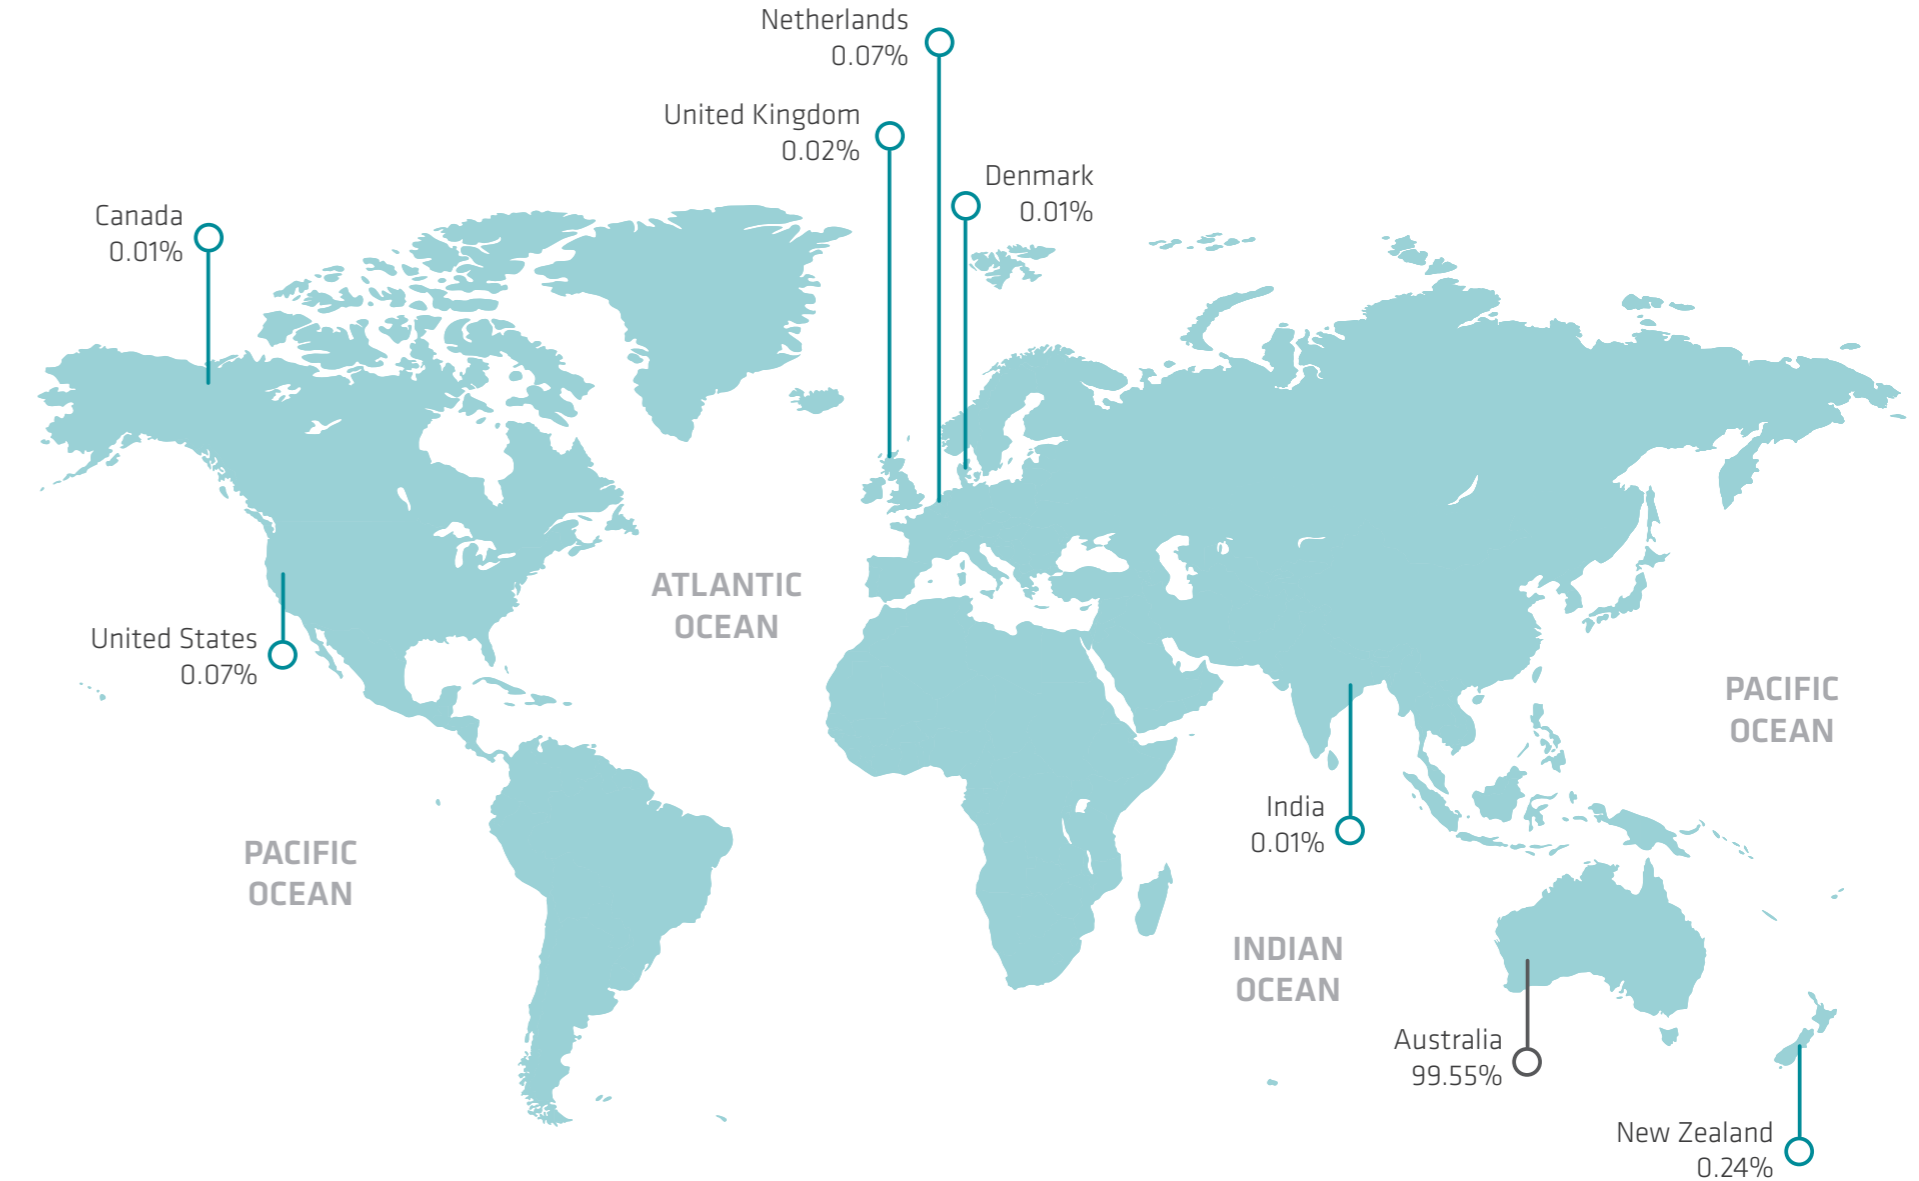 Netherlands
0.07%
United Kingdom
0.02%
Denmark
0.01%
Canada
0.01%
ATLANTIC
OCEAN
United States
0.07%
PACIFIC
OCEAN
India
0.01%
PACIFIC
OCEAN
INDIAN
OCEAN
Australia
99.55%
New Zealand
0.24%